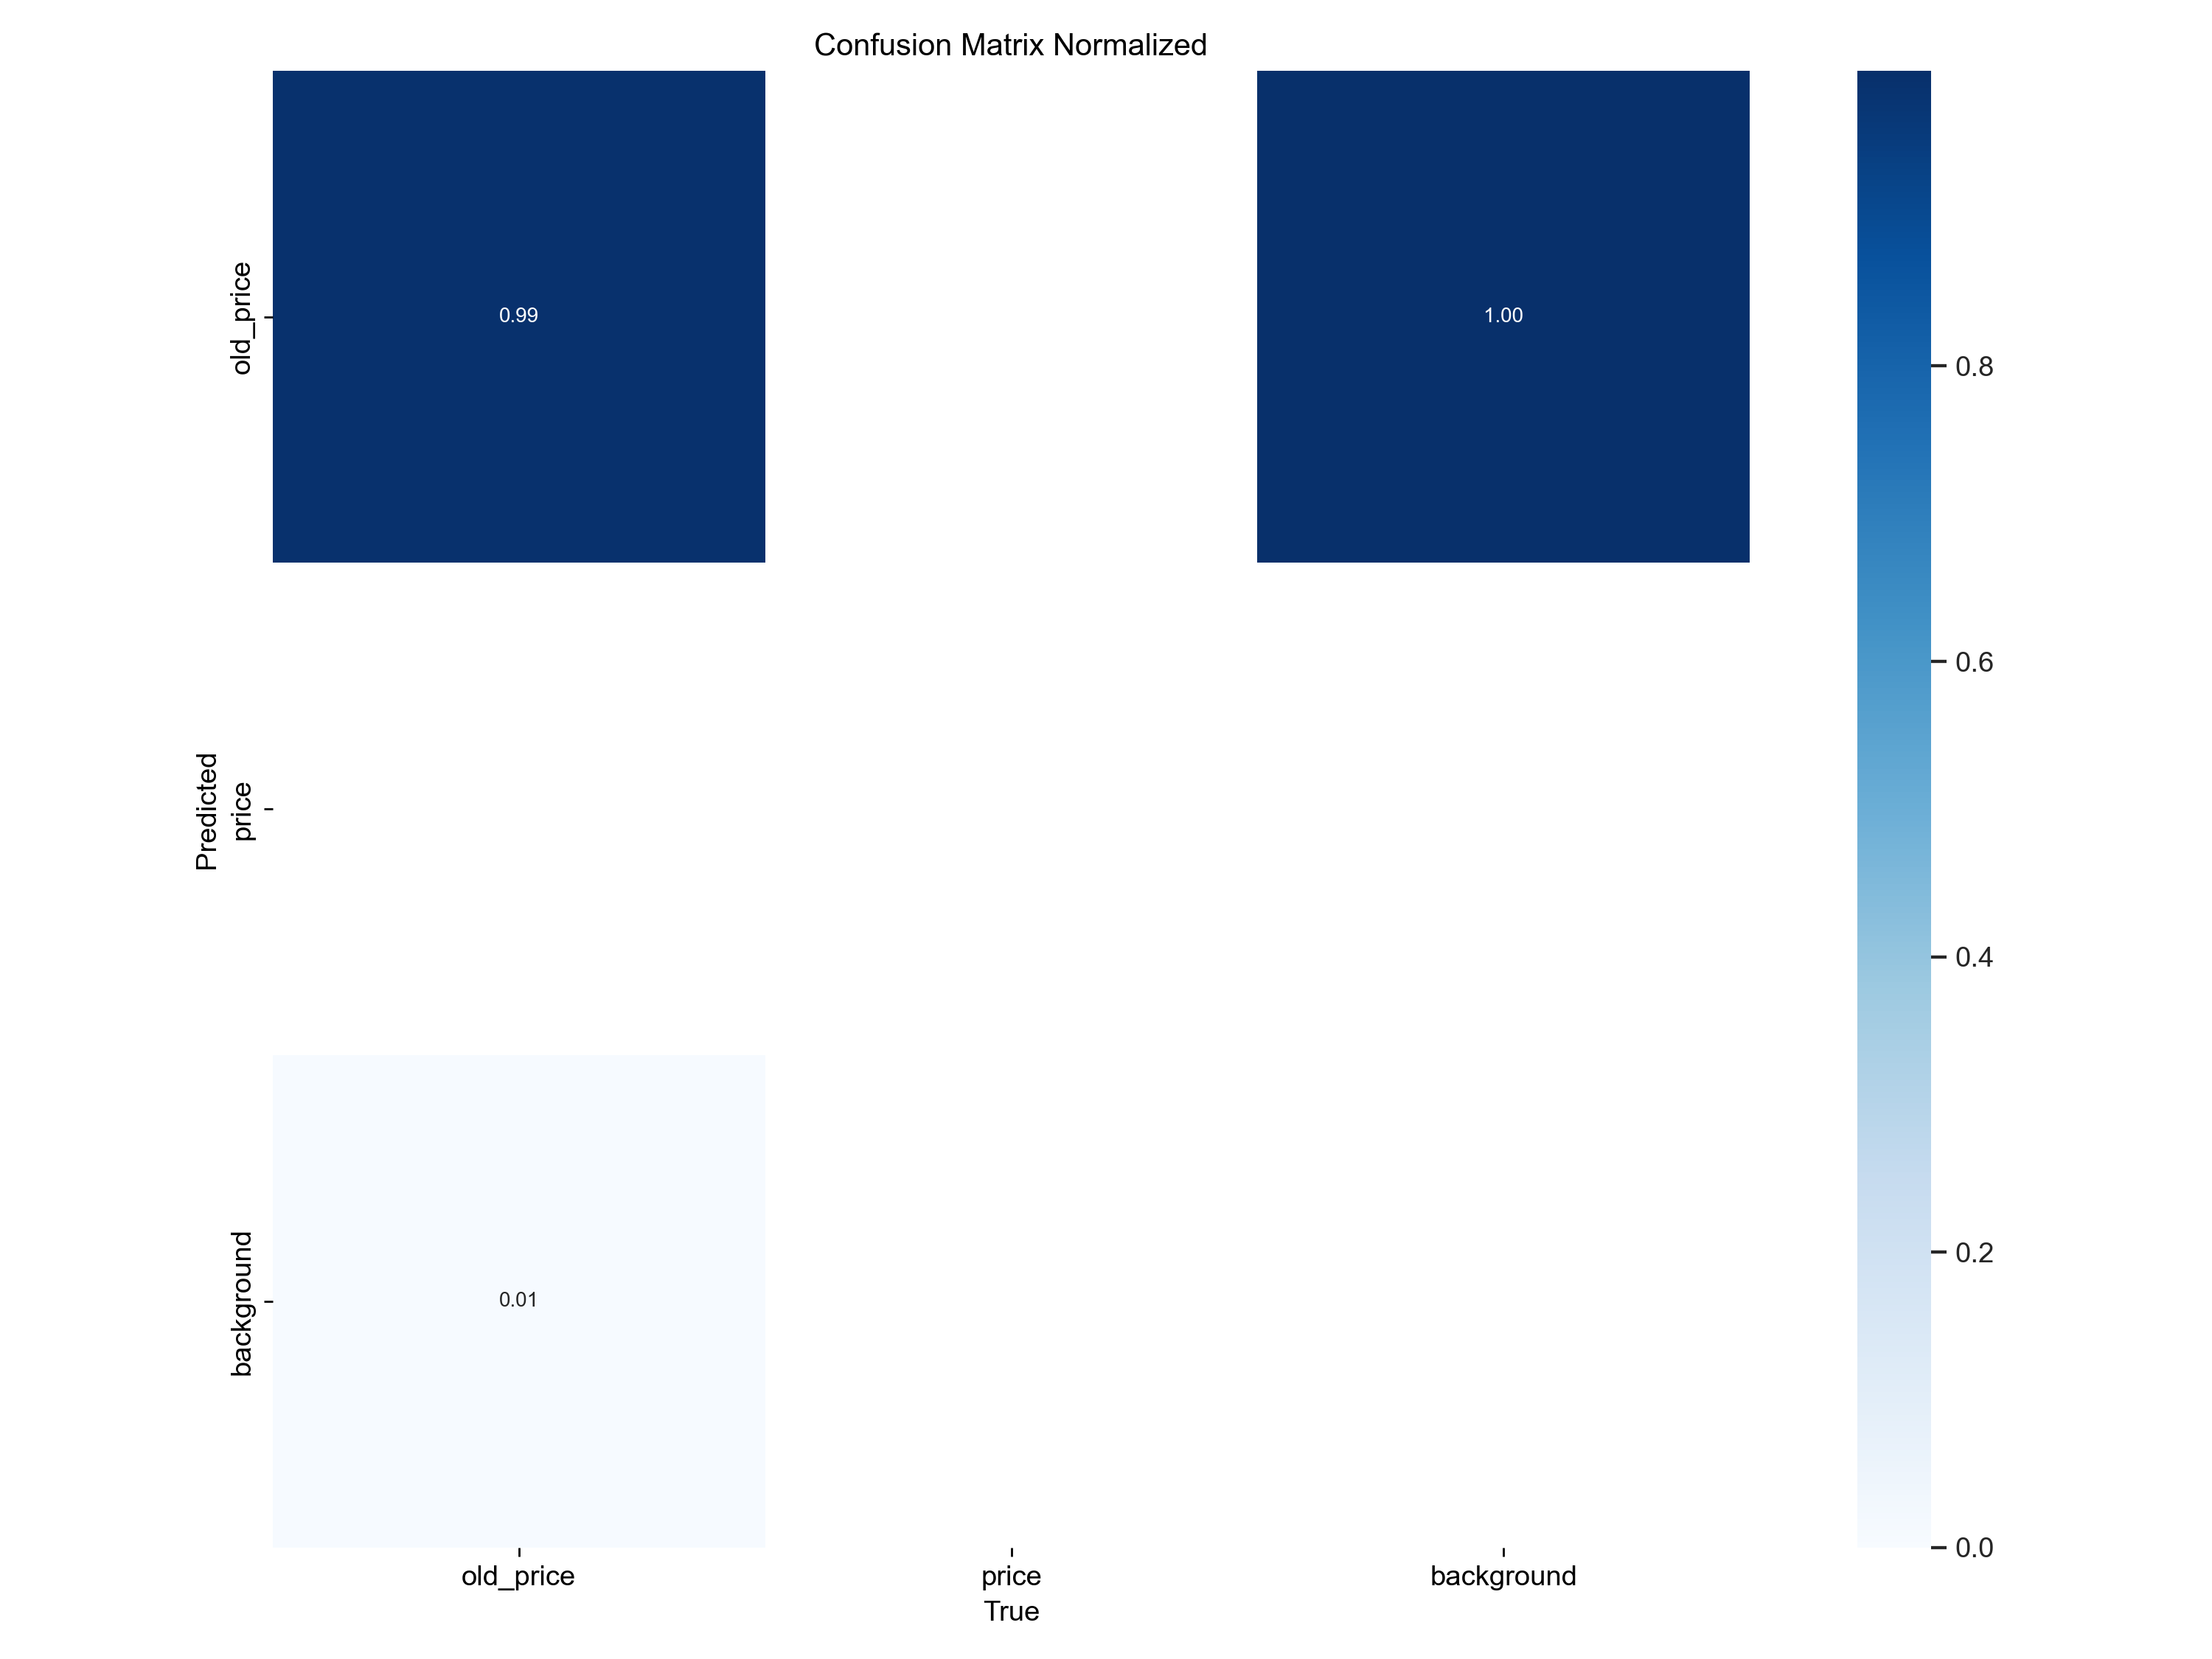 Confusion Matrix Normalized
old_price
0.99
1.00
Predicted
price
background
0.01
old_price
price
background
True
0.8
0.6
0.4
0.2
0.0